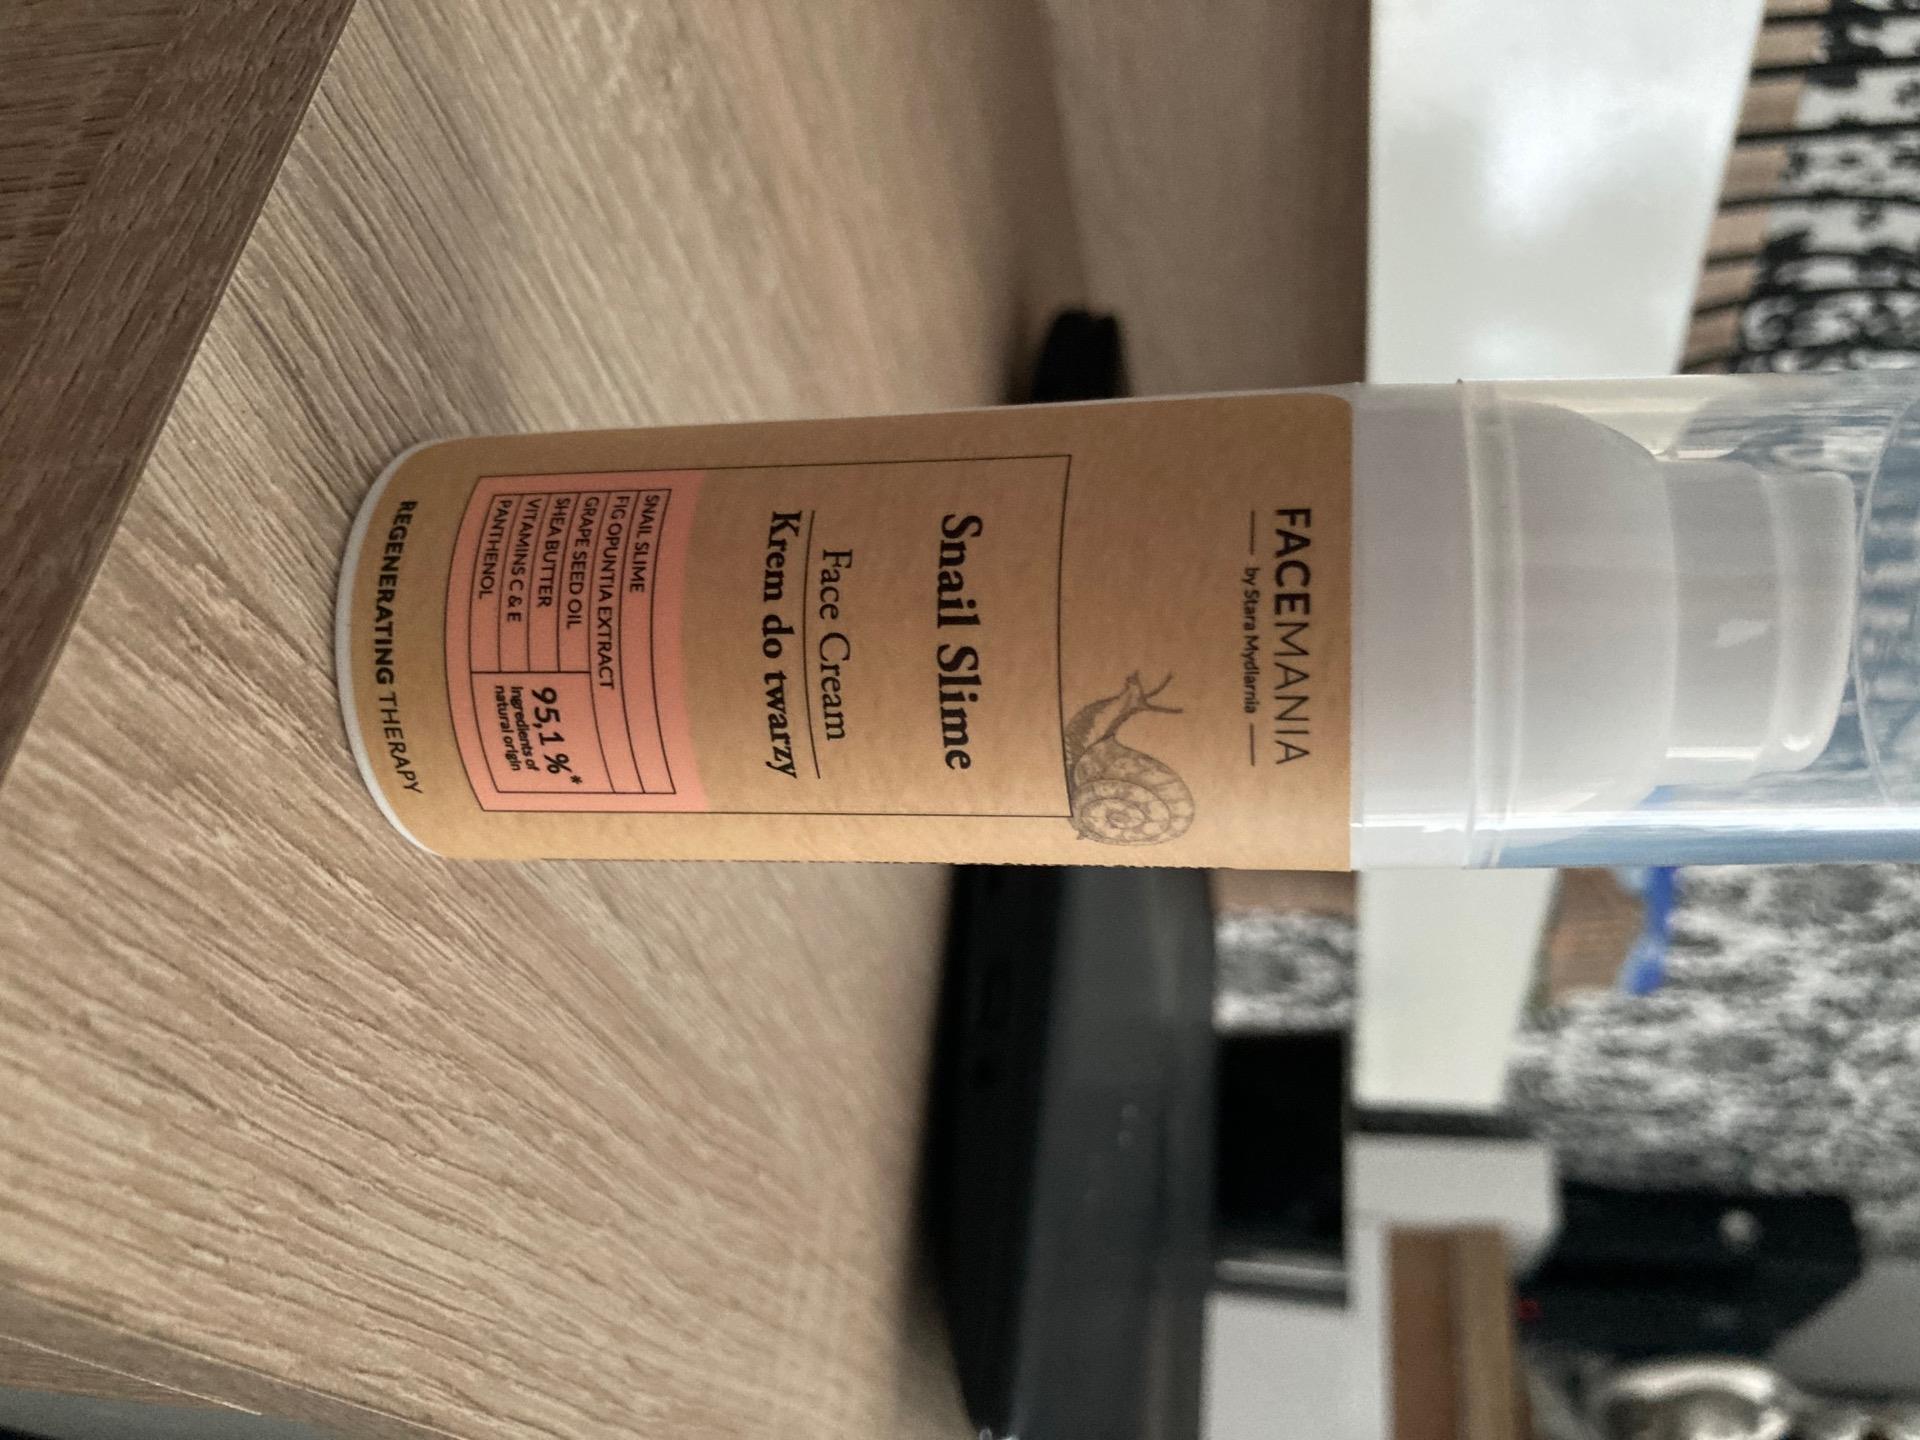 FACEMANIA
by Stara Mydlarnia
Snail Slime
Face Cream
Krem do twarzy
SNAIL SLIME
FIG OPUNTIA EXTRACT
GRAPE SEED OIL
SHEA BUTTER
VITAMINS C & E
PANTHENOL
95,1%*
ingredients of
natural origin
REGENERATING THERAPY